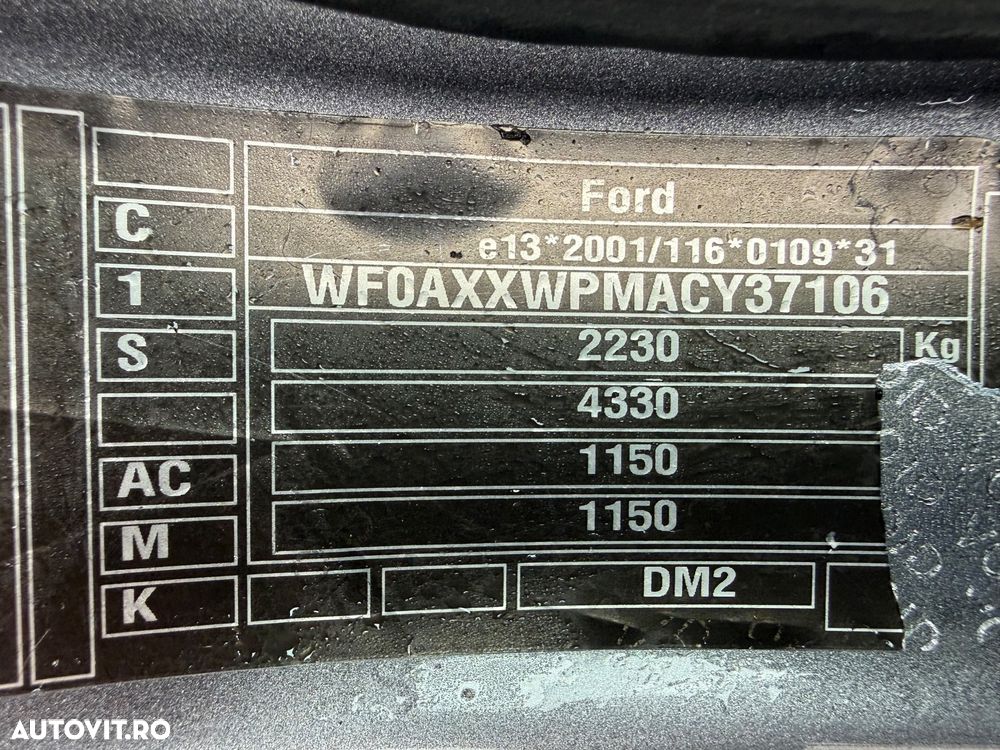 Ford
e13*2001/116*0109*31
C
WF0AXXWPMACY37106
1
2230 Kg
S
4330
1150
AC
1150
M
DM2
K
AUTOVIT.RO